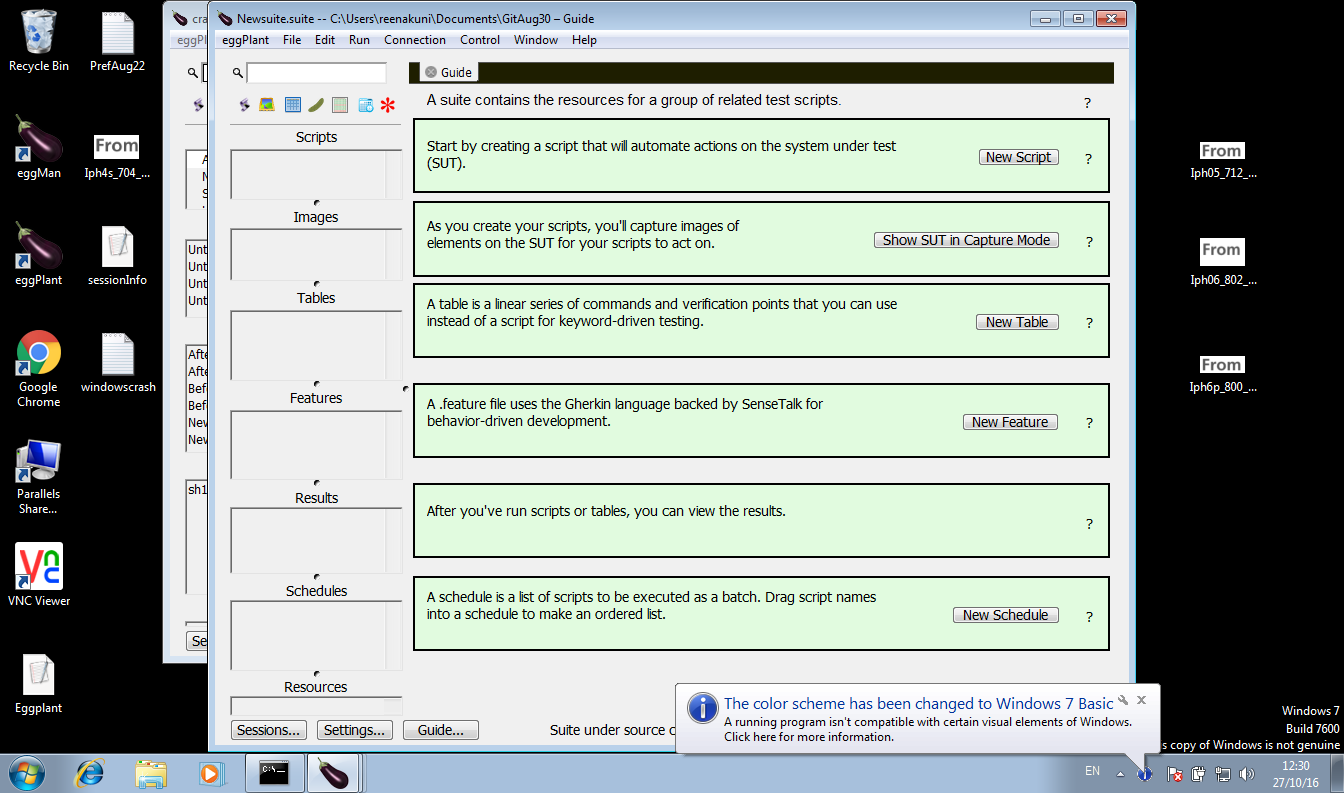 Recycle Bin
PrefAug22
eggMan
From
Iph4s_704_...
eggPlant
sessionInfo
Google
Chrome
windowscrash
Parallels
Share...
VNC Viewer
Eggplant
eggPl
Unt
Unt
Unt
Unt
Afte
Afte
Befo
Befo
New
New
sh1
Se
Newsuite.suite -- C:\Users\reenakuni\Documents\GitAug30 – Guide
eggPlant File Edit Run Connection Control Window Help
Guide
A suite contains the resources for a group of related test scripts. ?
Scripts
Images
Tables
Features
Results
Schedules
Resources
Start by creating a script that will automate actions on the system under test
(SUT).
New Script ?
As you create your scripts, you'll capture images of
elements on the SUT for your scripts to act on.
Show SUT in Capture Mode ?
A table is a linear series of commands and verification points that you can use
instead of a script for keyword-driven testing.
New Table ?
A .feature file uses the Gherkin language backed by SenseTalk for
behavior-driven development.
New Feature ?
After you've run scripts or tables, you can view the results.
?
A schedule is a list of scripts to be executed as a batch. Drag script names
into a schedule to make an ordered list.
New Schedule ?
Sessions... Settings... Guide... Suite under source c
From
Iph05_712_...
From
Iph06_802_...
From
Iph6p_800_...
The color scheme has been changed to Windows 7 Basic
A running program isn't compatible with certain visual elements of Windows.
Click here for more information.
Windows 7
Build 7600
s copy of Windows is not genuine
C:\
EN
12:30
27/10/16